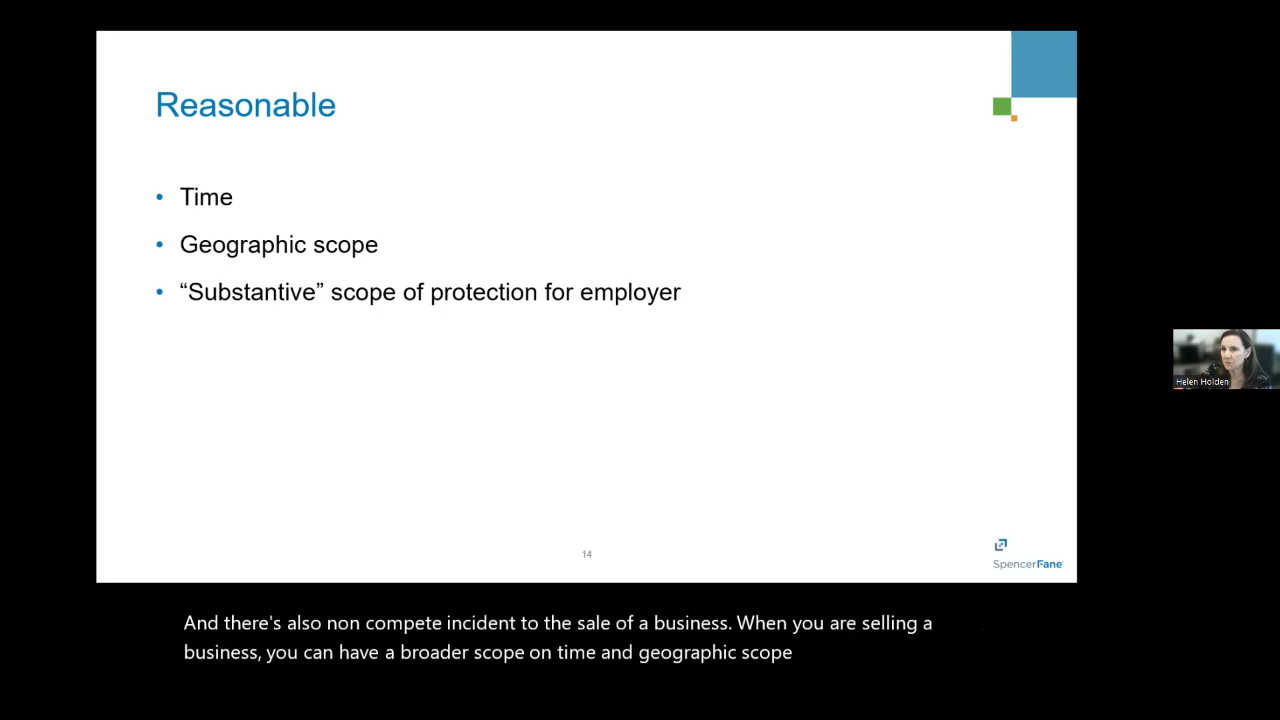 Reasonable
• Time
• Geographic scope
• “Substantive” scope of protection for employer
Helen Holden
14
SpencerFane
And there's also non compete incident to the sale of a business. When you are selling a
business, you can have a broader scope on time and geographic scope